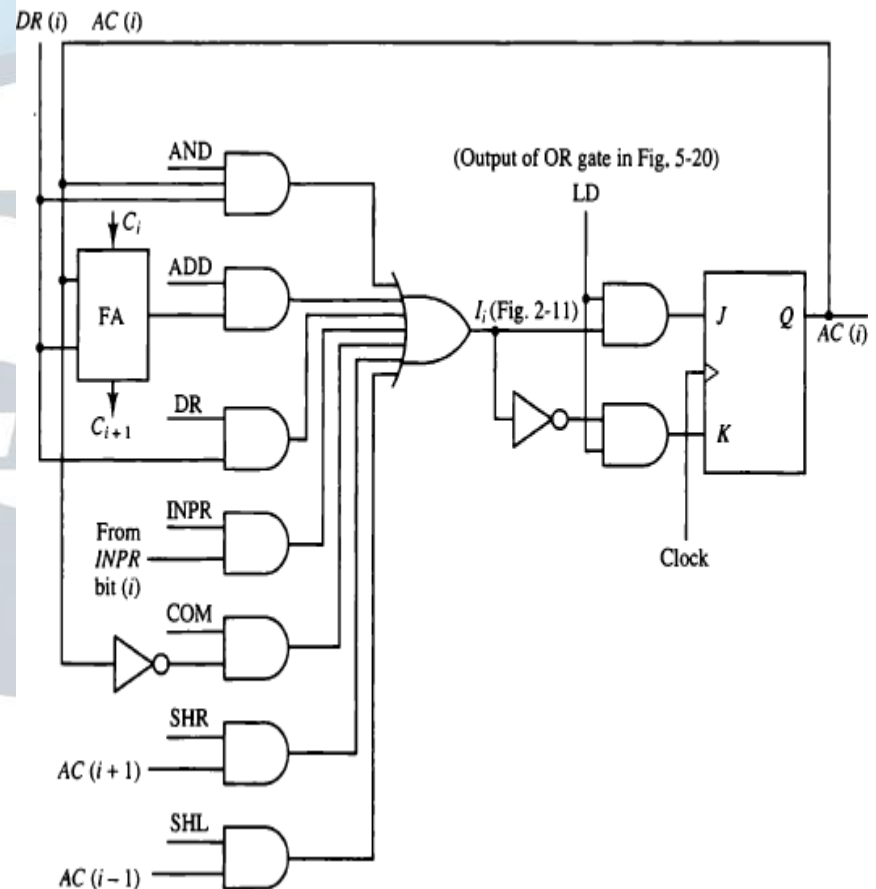 DR (i) AC (i)
AND
(Output of OR gate in Fig. 5-20)
LD
C_i
ADD
FA
I_i (Fig. 2-11)
J
Q
AC (i)
C_{i+1}
DR
K
INPR
From
INPR
bit (i)
Clock
COM
SHR
AC (i + 1)
SHL
AC (i - 1)